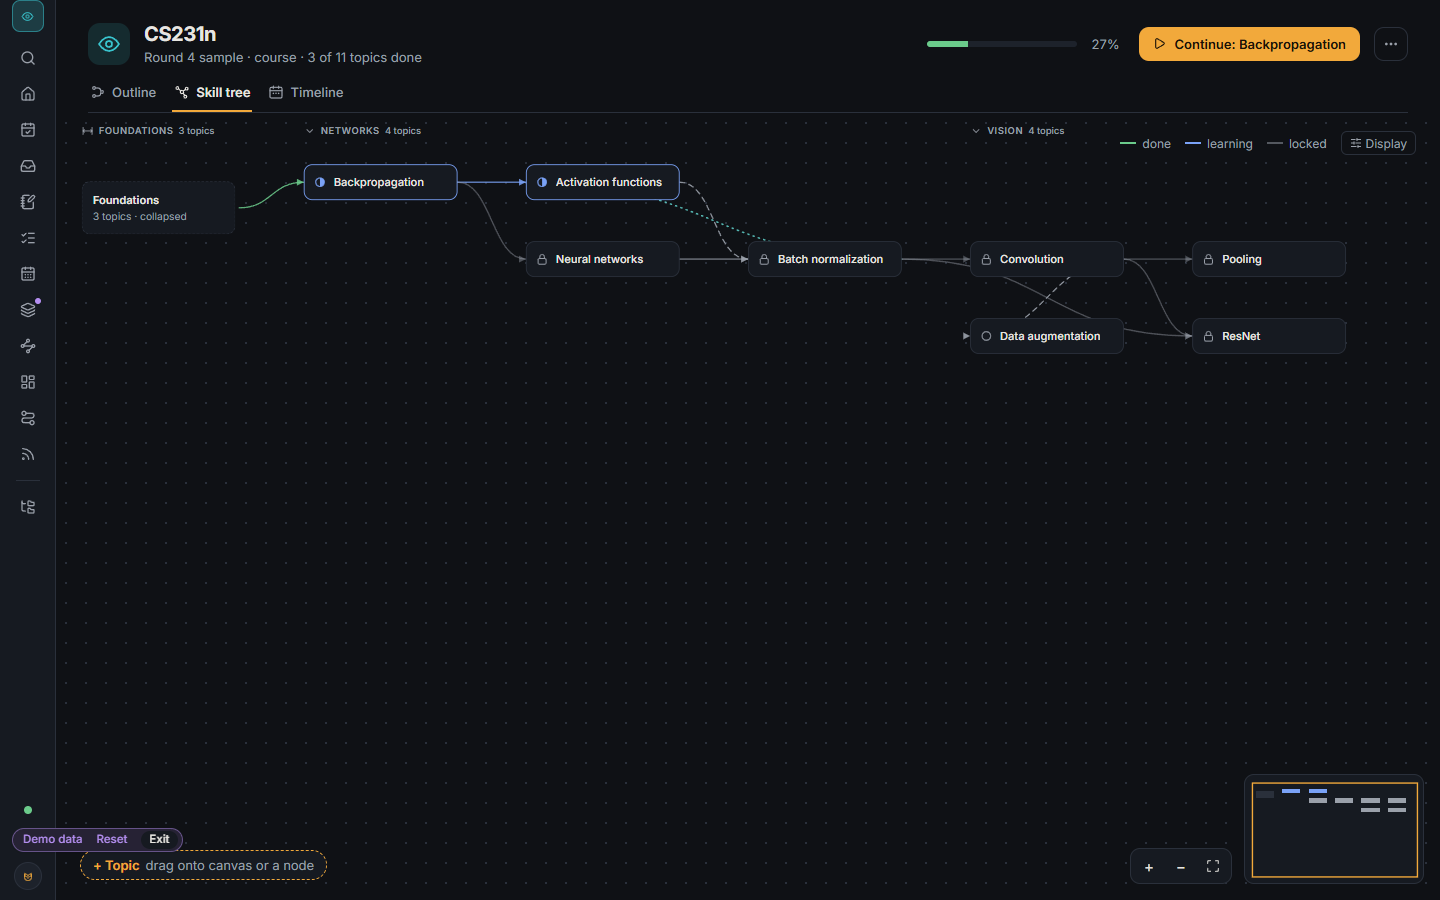 CS231n
Round 4 sample · course · 3 of 11 topics done
27%
Continue: Backpropagation
Outline
Skill tree
Timeline
FOUNDATIONS 3 topics
NETWORKS 4 topics
VISION 4 topics
done
learning
locked
Display
Foundations
3 topics · collapsed
Backpropagation
Activation functions
Neural networks
Batch normalization
Convolution
Pooling
Data augmentation
ResNet
Demo data Reset Exit
+ Topic drag onto canvas or a node